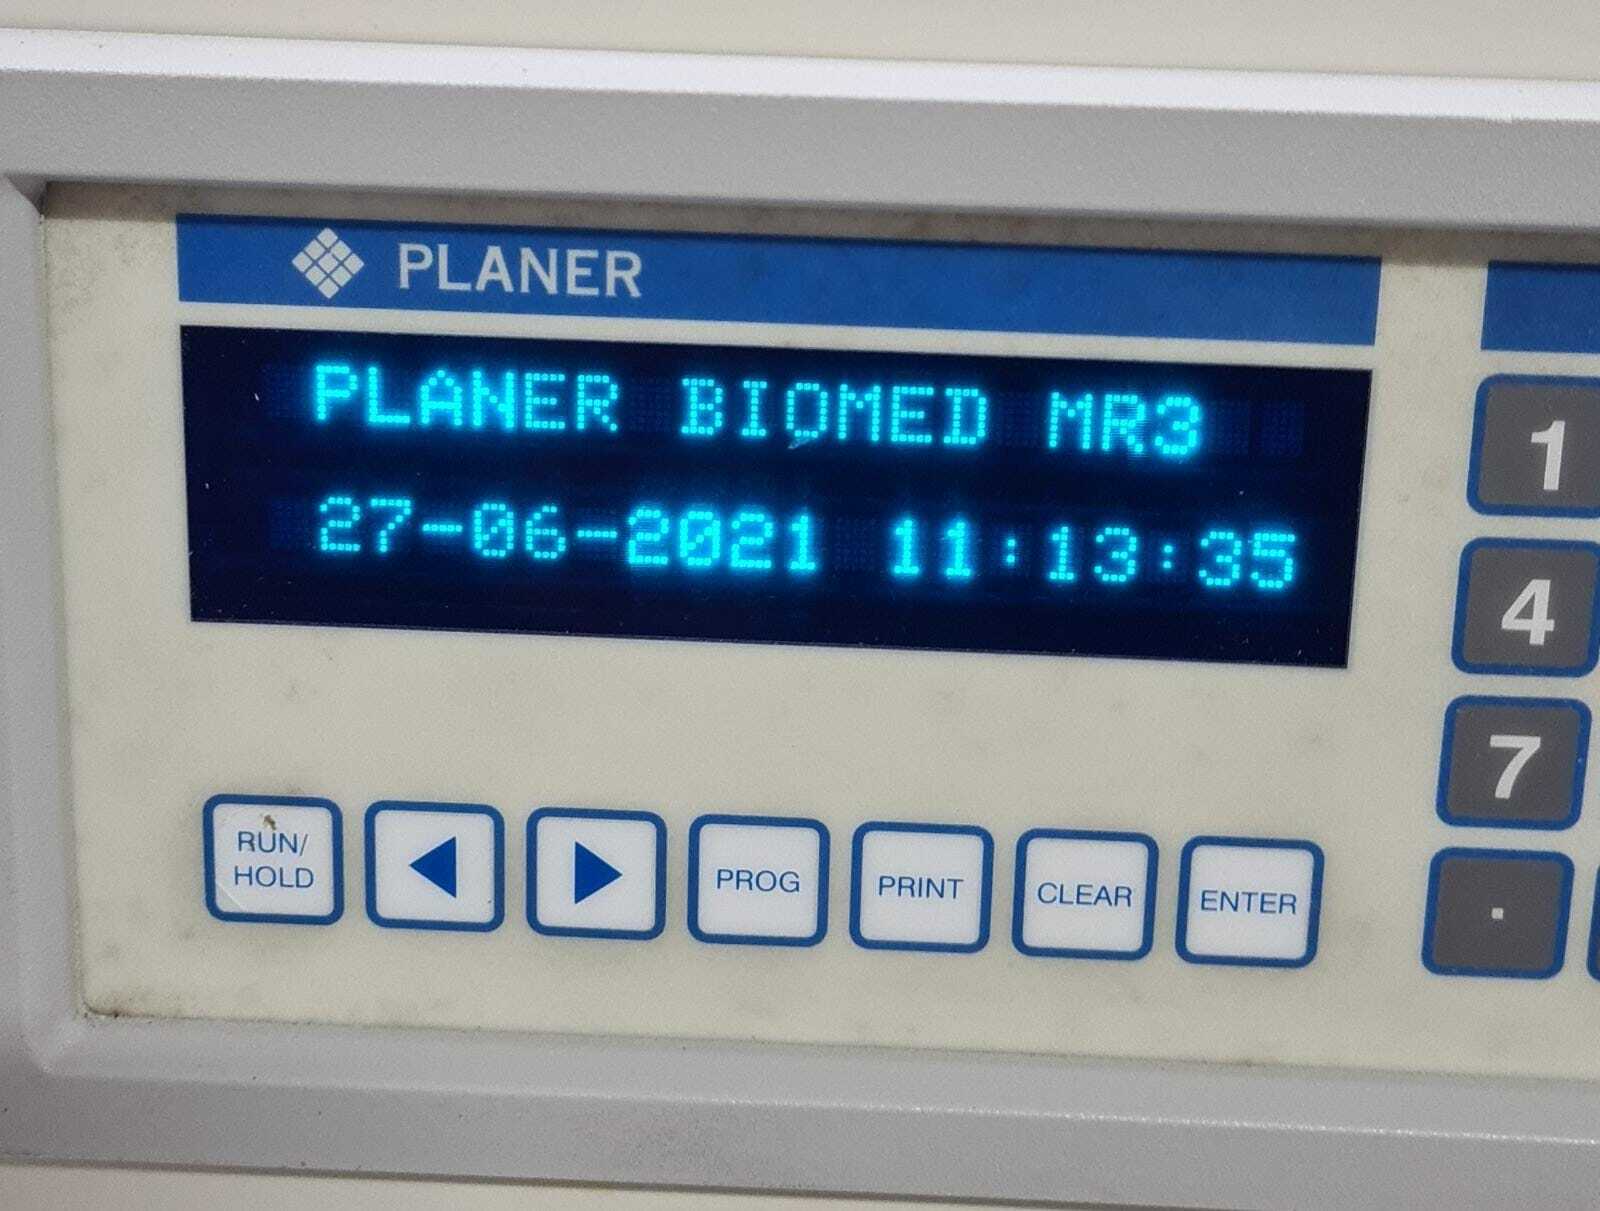 PLANER
PLANER BIOMED MR3
27-06-2021 11:13:35
1
4
7
.
RUN/
HOLD
PROG
PRINT
CLEAR
ENTER